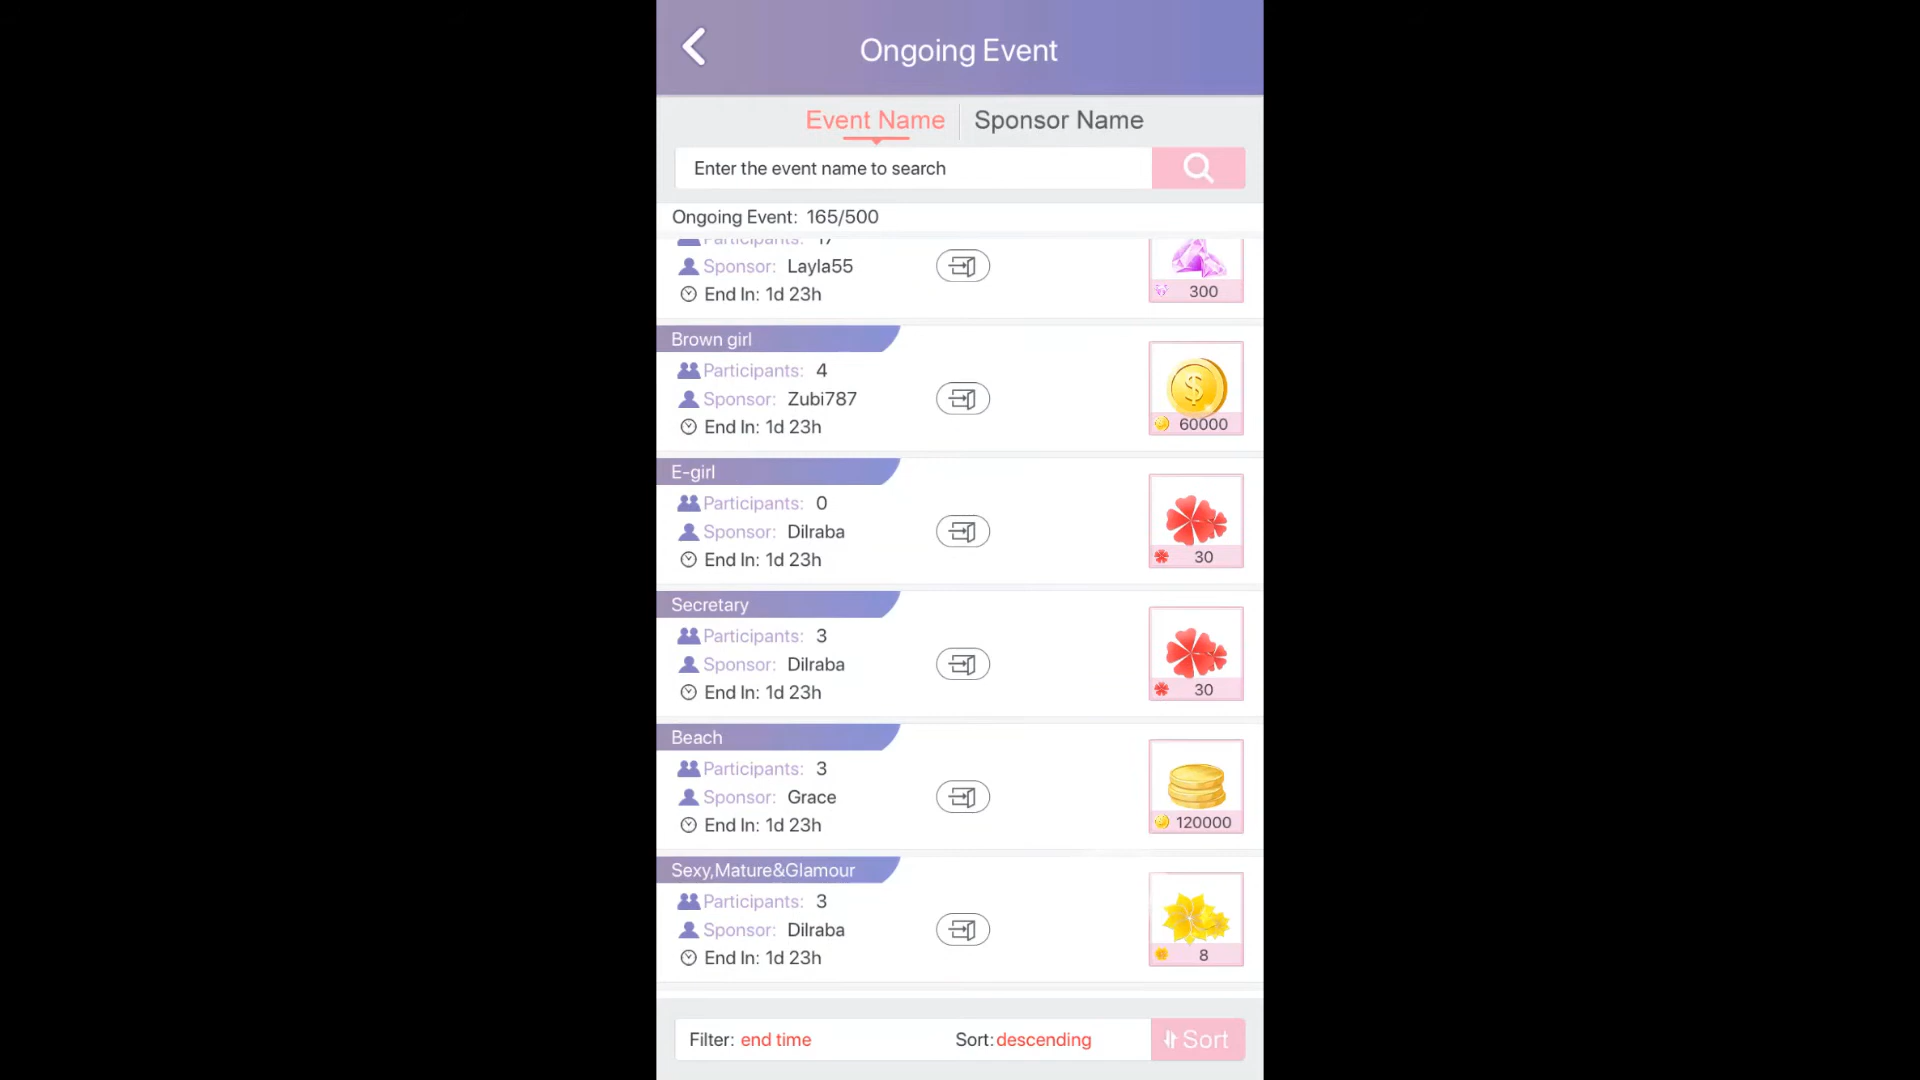 Ongoing Event
Event Name
Sponsor Name
Enter the event name to search
Ongoing Event: 165/500
Participants: 17
Sponsor: Layla55
End In: 1d 23h
300
Brown girl
Participants: 4
Sponsor: Zubi787
End In: 1d 23h
60000
E-girl
Participants: 0
Sponsor: Dilraba
End In: 1d 23h
30
Secretary
Participants: 3
Sponsor: Dilraba
End In: 1d 23h
30
Beach
Participants: 3
Sponsor: Grace
End In: 1d 23h
120000
Sexy,Mature&Glamour
Participants: 3
Sponsor: Dilraba
End In: 1d 23h
8
Filter: end time
Sort: descending
Sort